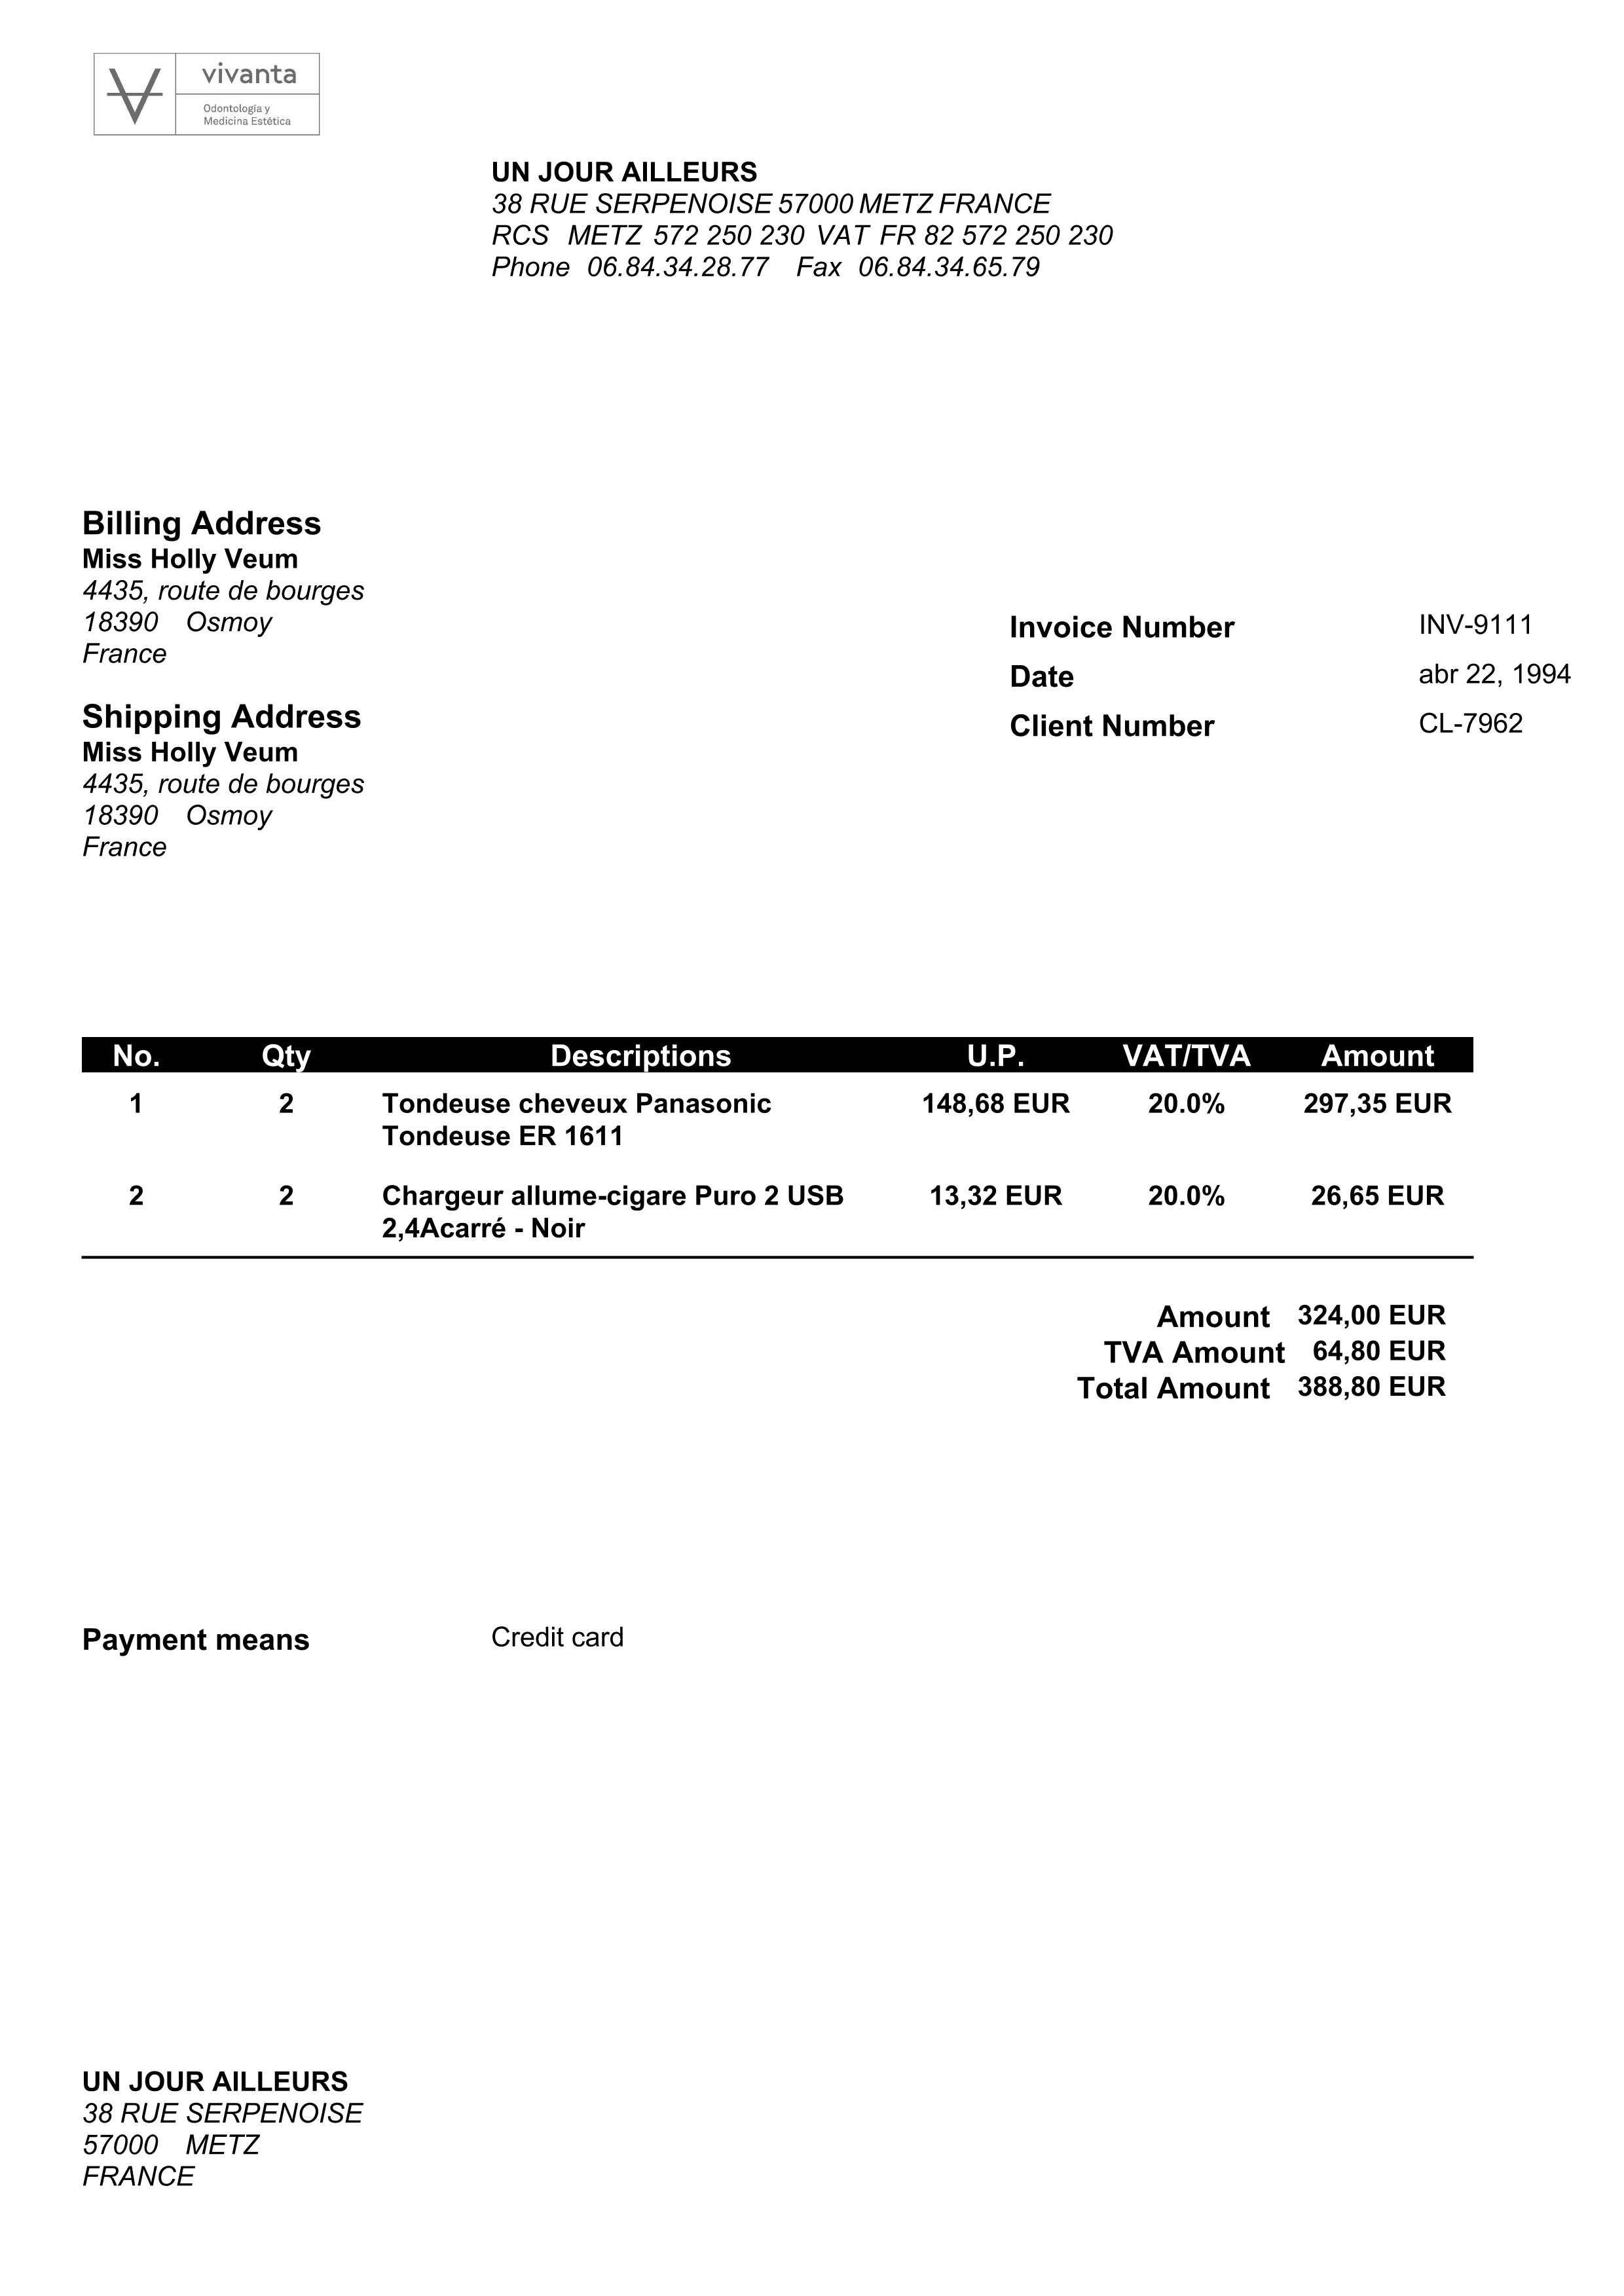 vivanta
Odontología y
Medicina Estética
UN JOUR AILLEURS
38 RUE SERPENOISE 57000 METZ FRANCE
RCS METZ 572 250 230 VAT FR 82 572 250 230
Phone 06.84.34.28.77 Fax 06.84.34.65.79
Billing Address
Miss Holly Veum
4435, route de bourges
18390 Osmoy
France
Invoice Number INV-9111
Date abr 22, 1994
Client Number CL-7962
Shipping Address
Miss Holly Veum
4435, route de bourges
18390 Osmoy
France
No. Qty Descriptions U.P. VAT/TVA Amount
1 2 Tondeuse cheveux Panasonic 148,68 EUR 20.0% 297,35 EUR
Tondeuse ER 1611
2 2 Chargeur allume-cigare Puro 2 USB 13,32 EUR 20.0% 26,65 EUR
2,4Acarré - Noir
Amount 324,00 EUR
TVA Amount 64,80 EUR
Total Amount 388,80 EUR
Payment means Credit card
UN JOUR AILLEURS
38 RUE SERPENOISE
57000 METZ
FRANCE